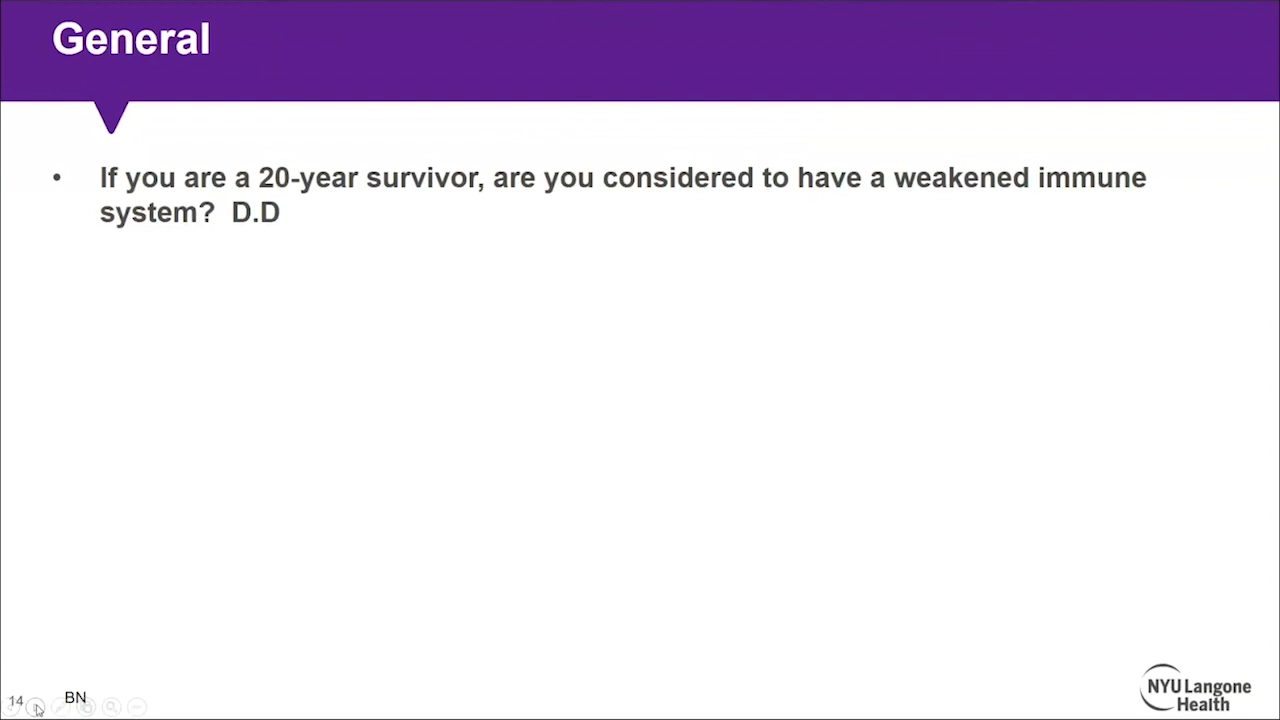 General
• If you are a 20-year survivor, are you considered to have a weakened immune
system?  D.D
14
BN
NYU Langone
Health